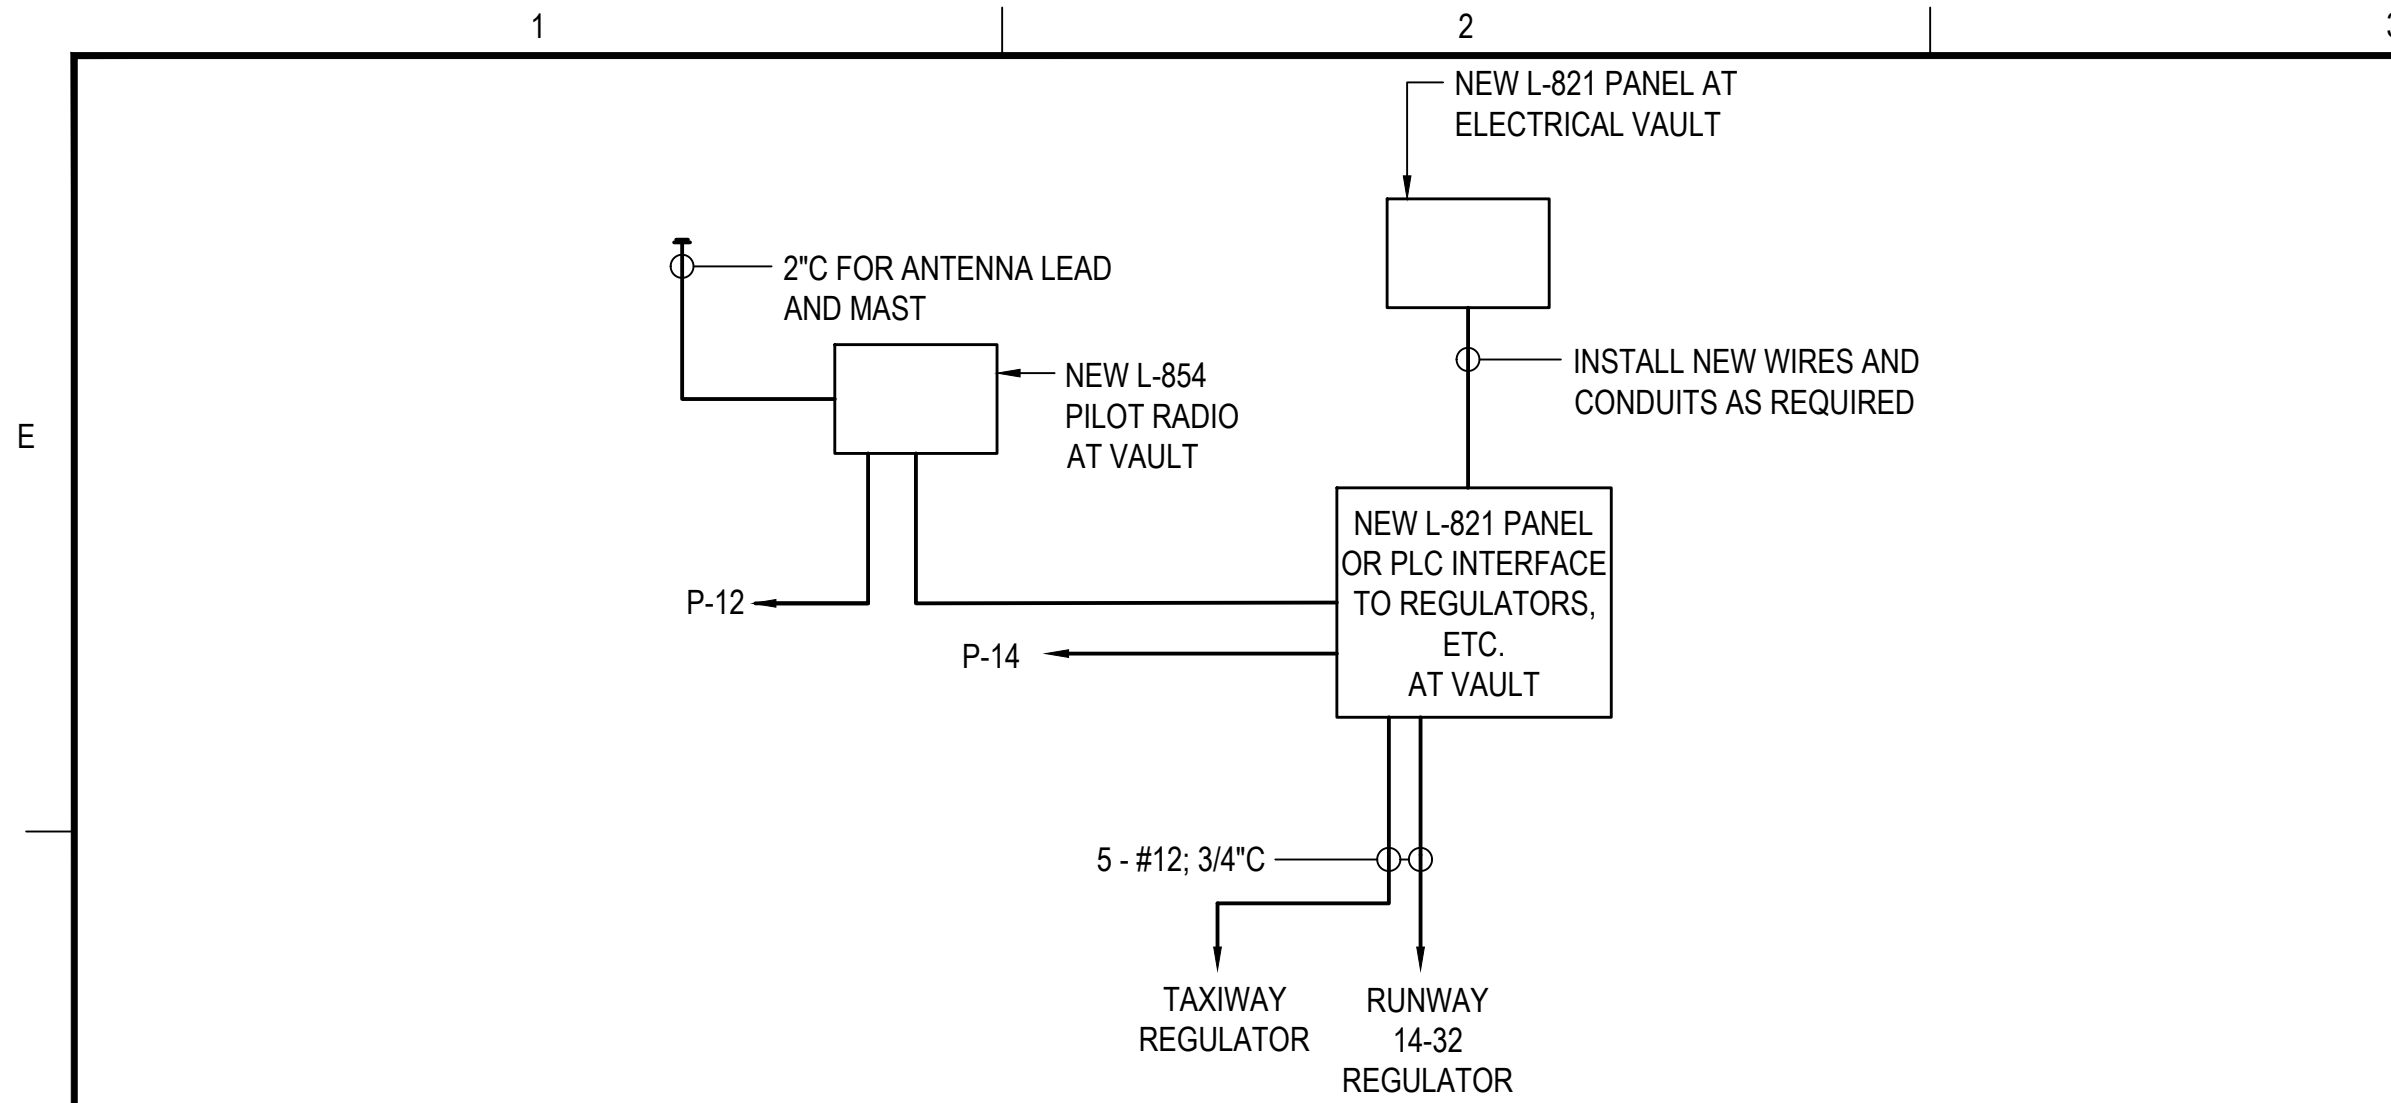 1
2
NEW L-821 PANEL AT
ELECTRICAL VAULT
2"C FOR ANTENNA LEAD
AND MAST
NEW L-854
PILOT RADIO
AT VAULT
INSTALL NEW WIRES AND
CONDUITS AS REQUIRED
E
NEW L-821 PANEL
OR PLC INTERFACE
TO REGULATORS,
ETC.
AT VAULT
P-12
P-14
5 - #12; 3/4"C
TAXIWAY
REGULATOR
RUNWAY
14-32
REGULATOR